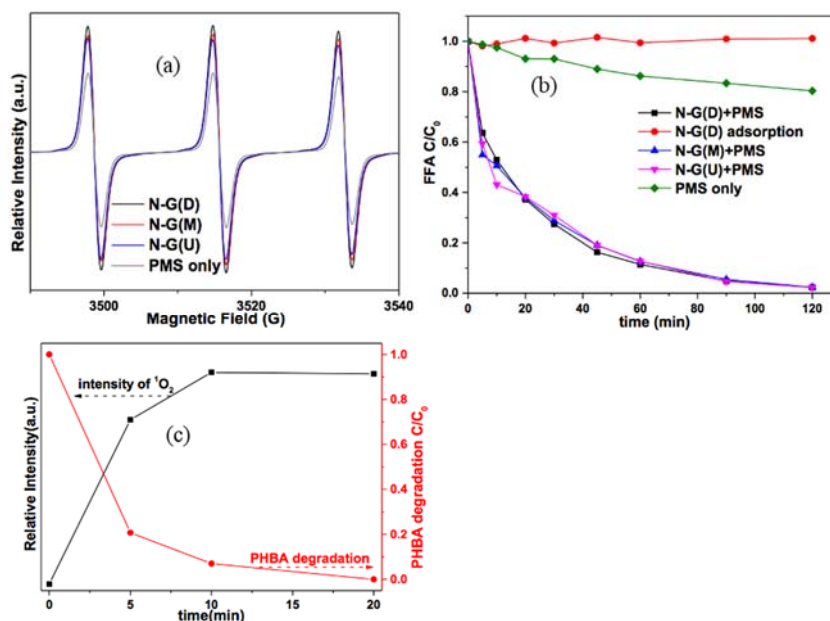 (a)
Relative Intensity (a.u.)
N-G(D)
N-G(M)
N-G(U)
PMS only
3500
3520
3540
Magnetic Field (G)
(b)
FFA C/C₀
1.0
0.8
0.6
0.4
0.2
0.0
N-G(D)+PMS
N-G(D) adsorption
N-G(M)+PMS
N-G(U)+PMS
PMS only
0 20 40 60 80 100 120
time (min)
(c)
Relative Intensity(a.u.)
intensity of ¹O₂
PHBA degradation
1.0
0.8
0.6
0.4
0.2
0.0
PHBA degradation C/C₀
0 5 10 15 20
time(min)